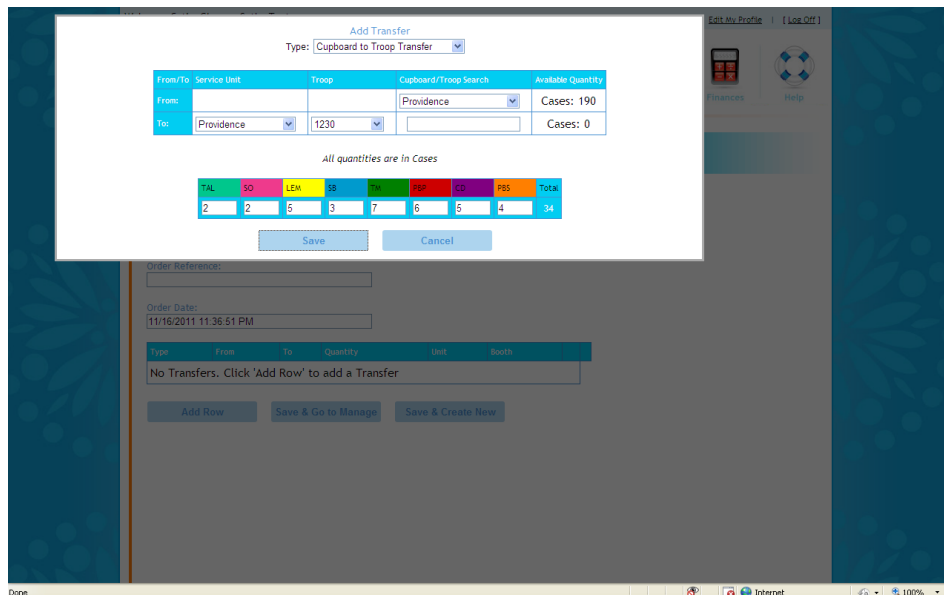 Edit My Profile | [ Log Off ]
Add Transfer
Type: Cupboard to Troop Transfer
From/To Service Unit Troop Cupboard/Troop Search Available Quantity
From: Providence Cases: 190
To: Providence 1230 Cases: 0
Finances Help
All quantities are in Cases
TAL SO LEM SB TM PBP CD PBS Total
2 2 5 3 7 6 5 4 34
Save Cancel
Order Reference:
Order Date:
11/16/2011 11:36:51 PM
Type From To Quantity Unit Booth
No Transfers. Click 'Add Row' to add a Transfer
Add Row Save & Go to Manage Save & Create New
Done Internet 100%